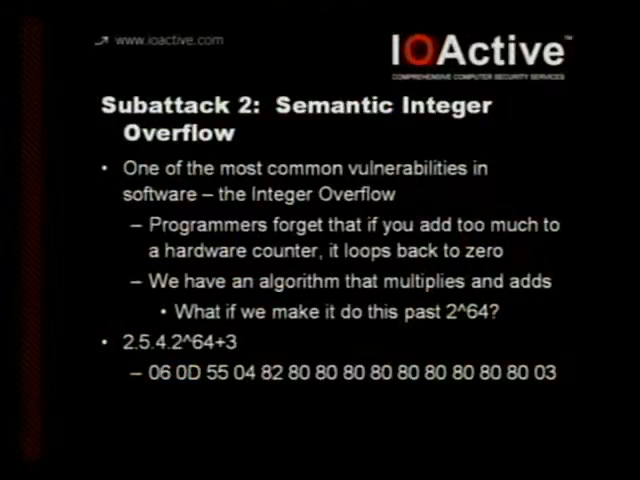 www.ioactive.com
IOActive™
COMPREHENSIVE COMPUTER SECURITY SERVICES
Subattack 2: Semantic Integer
Overflow
• One of the most common vulnerabilities in
software – the Integer Overflow
– Programmers forget that if you add too much to
a hardware counter, it loops back to zero
– We have an algorithm that multiplies and adds
• What if we make it do this past 2^64?
• 2.5.4.2^64+3
– 06 0D 55 04 82 80 80 80 80 80 80 80 80 80 03